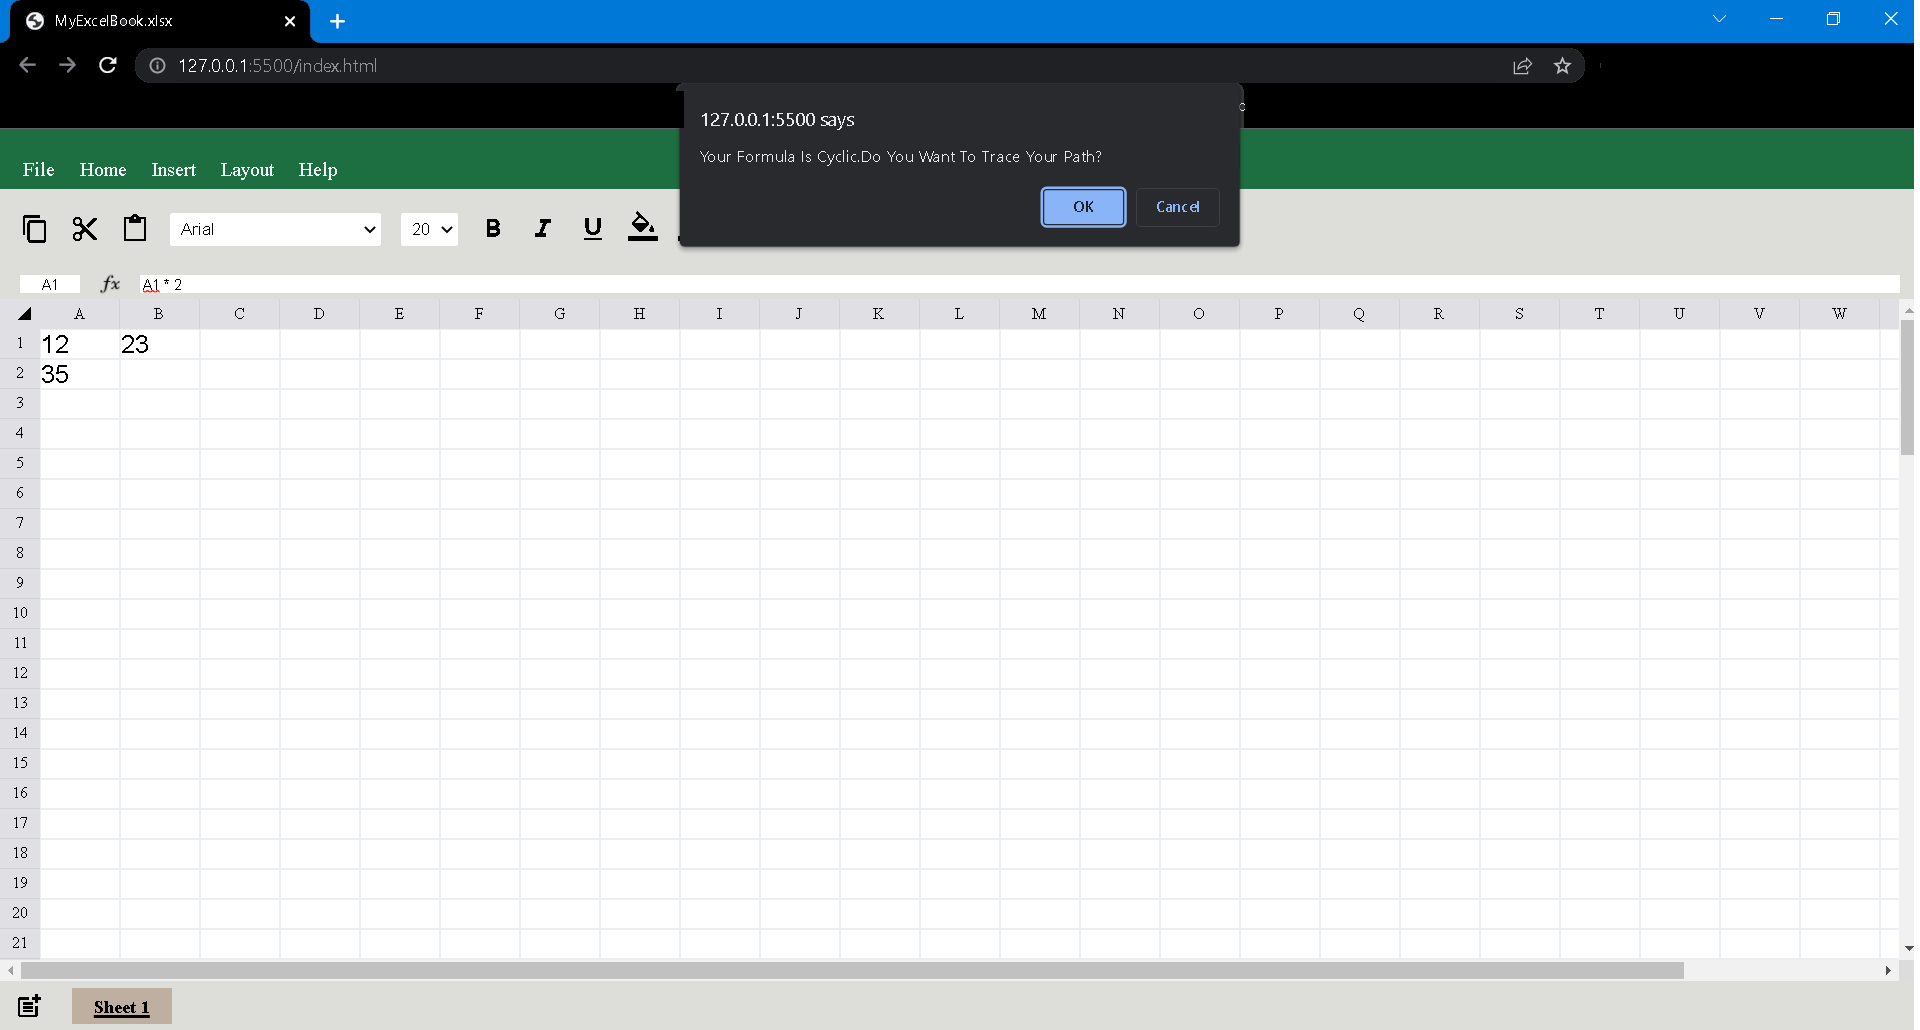 MyExcelBook.xlsx
127.0.0.1:5500/index.html
127.0.0.1:5500 says
Your Formula Is Cyclic.Do You Want To Trace Your Path?
OK Cancel
File Home Insert Layout Help
Arial 20 B I U
A1 fx A1 * 2
A B C D E F G H I J K L M N O P Q R S T U V W
1 12 23
2 35
3
4
5
6
7
8
9
10
11
12
13
14
15
16
17
18
19
20
21
Sheet 1